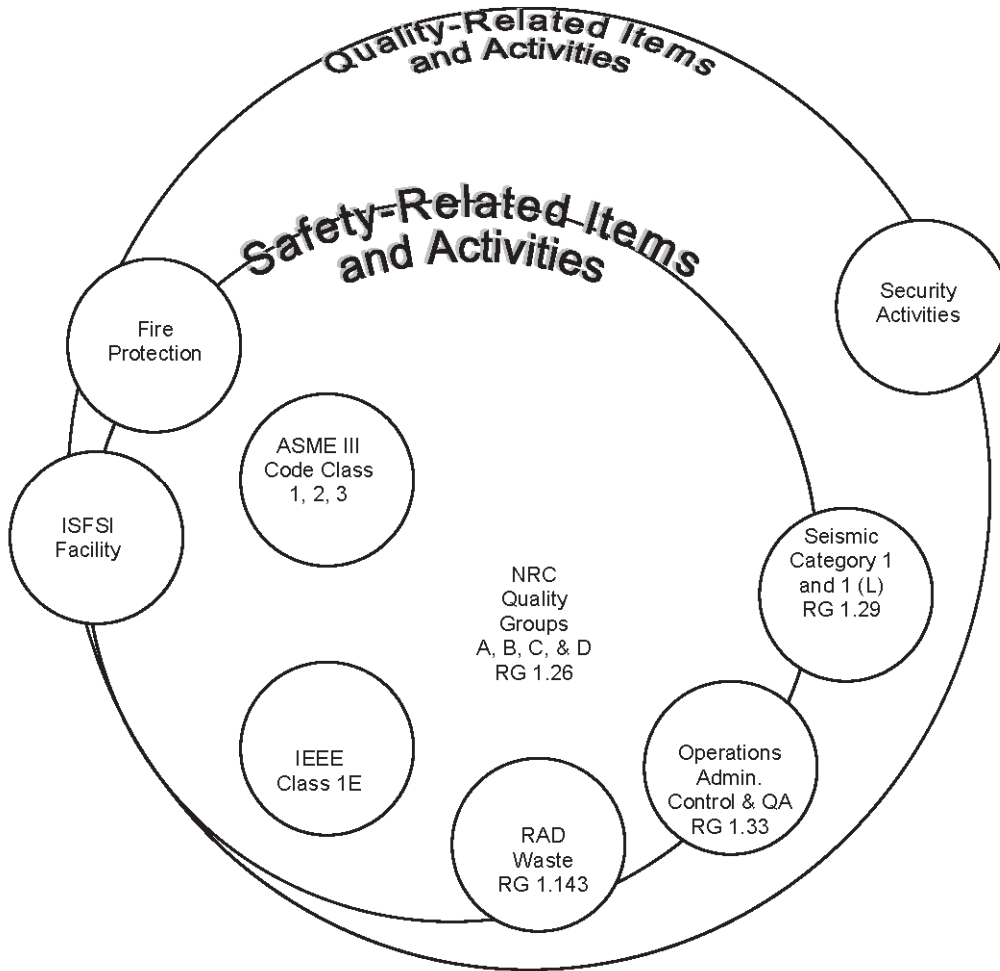 Quality-Related Items
and Activities
Safety-Related Items
and Activities
Security
Activities
Fire
Protection
ASME III
Code Class
1, 2, 3
ISFSI
Facility
NRC
Quality
Groups
A, B, C, & D
RG 1.26
Seismic
Category 1
and 1 (L)
RG 1.29
IEEE
Class 1E
Operations
Admin.
Control & QA
RG 1.33
RAD
Waste
RG 1.143